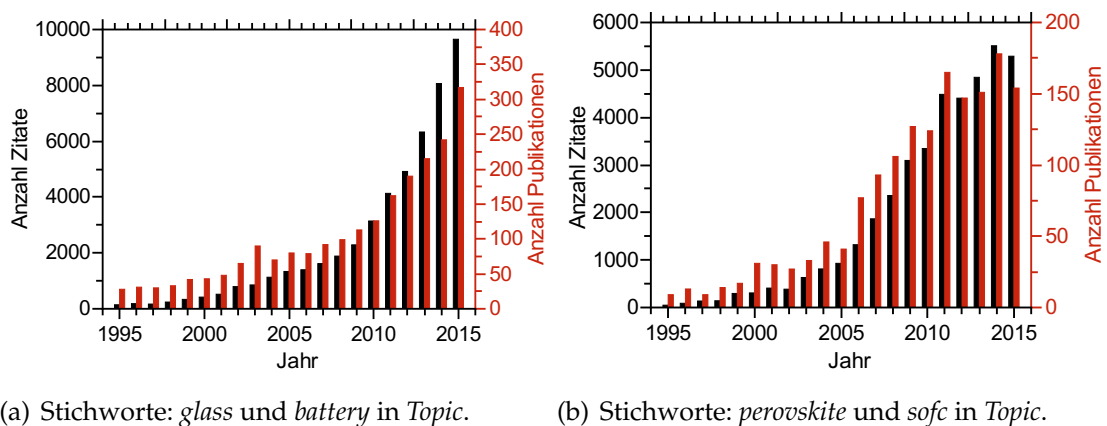 10000
8000
6000
4000
2000
0
Anzahl Zitate
400
350
300
250
200
150
100
50
0
Anzahl Publikationen
1995 2000 2005 2010 2015
Jahr
6000
5000
4000
3000
2000
1000
0
Anzahl Zitate
200
150
100
50
0
Anzahl Publikationen
1995 2000 2005 2010 2015
Jahr
(a) Stichworte: glass und battery in Topic.
(b) Stichworte: perovskite und sofc in Topic.